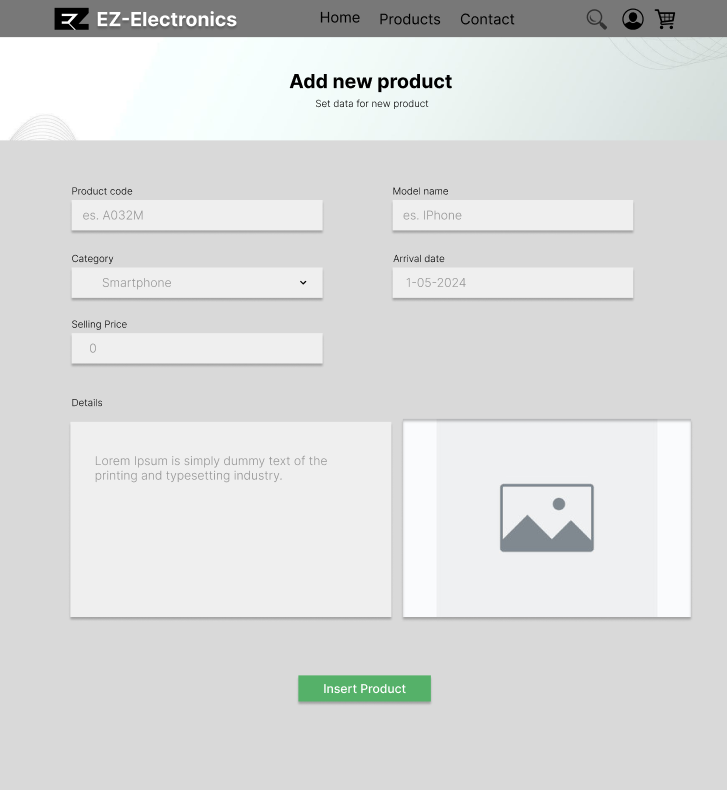 EZ-Electronics
Home Products Contact
Add new product
Set data for new product
Product code
es. A032M
Model name
es. IPhone
Category
Smartphone
Arrival date
1-05-2024
Selling Price
0
Details
Lorem Ipsum is simply dummy text of the
printing and typesetting industry.
Insert Product